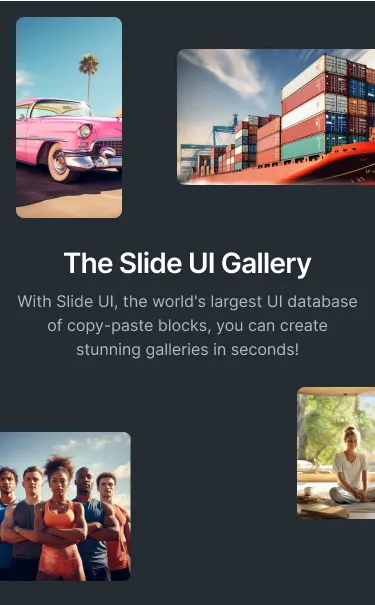 The Slide UI Gallery
With Slide UI, the world's largest UI database
of copy-paste blocks, you can create
stunning galleries in seconds!